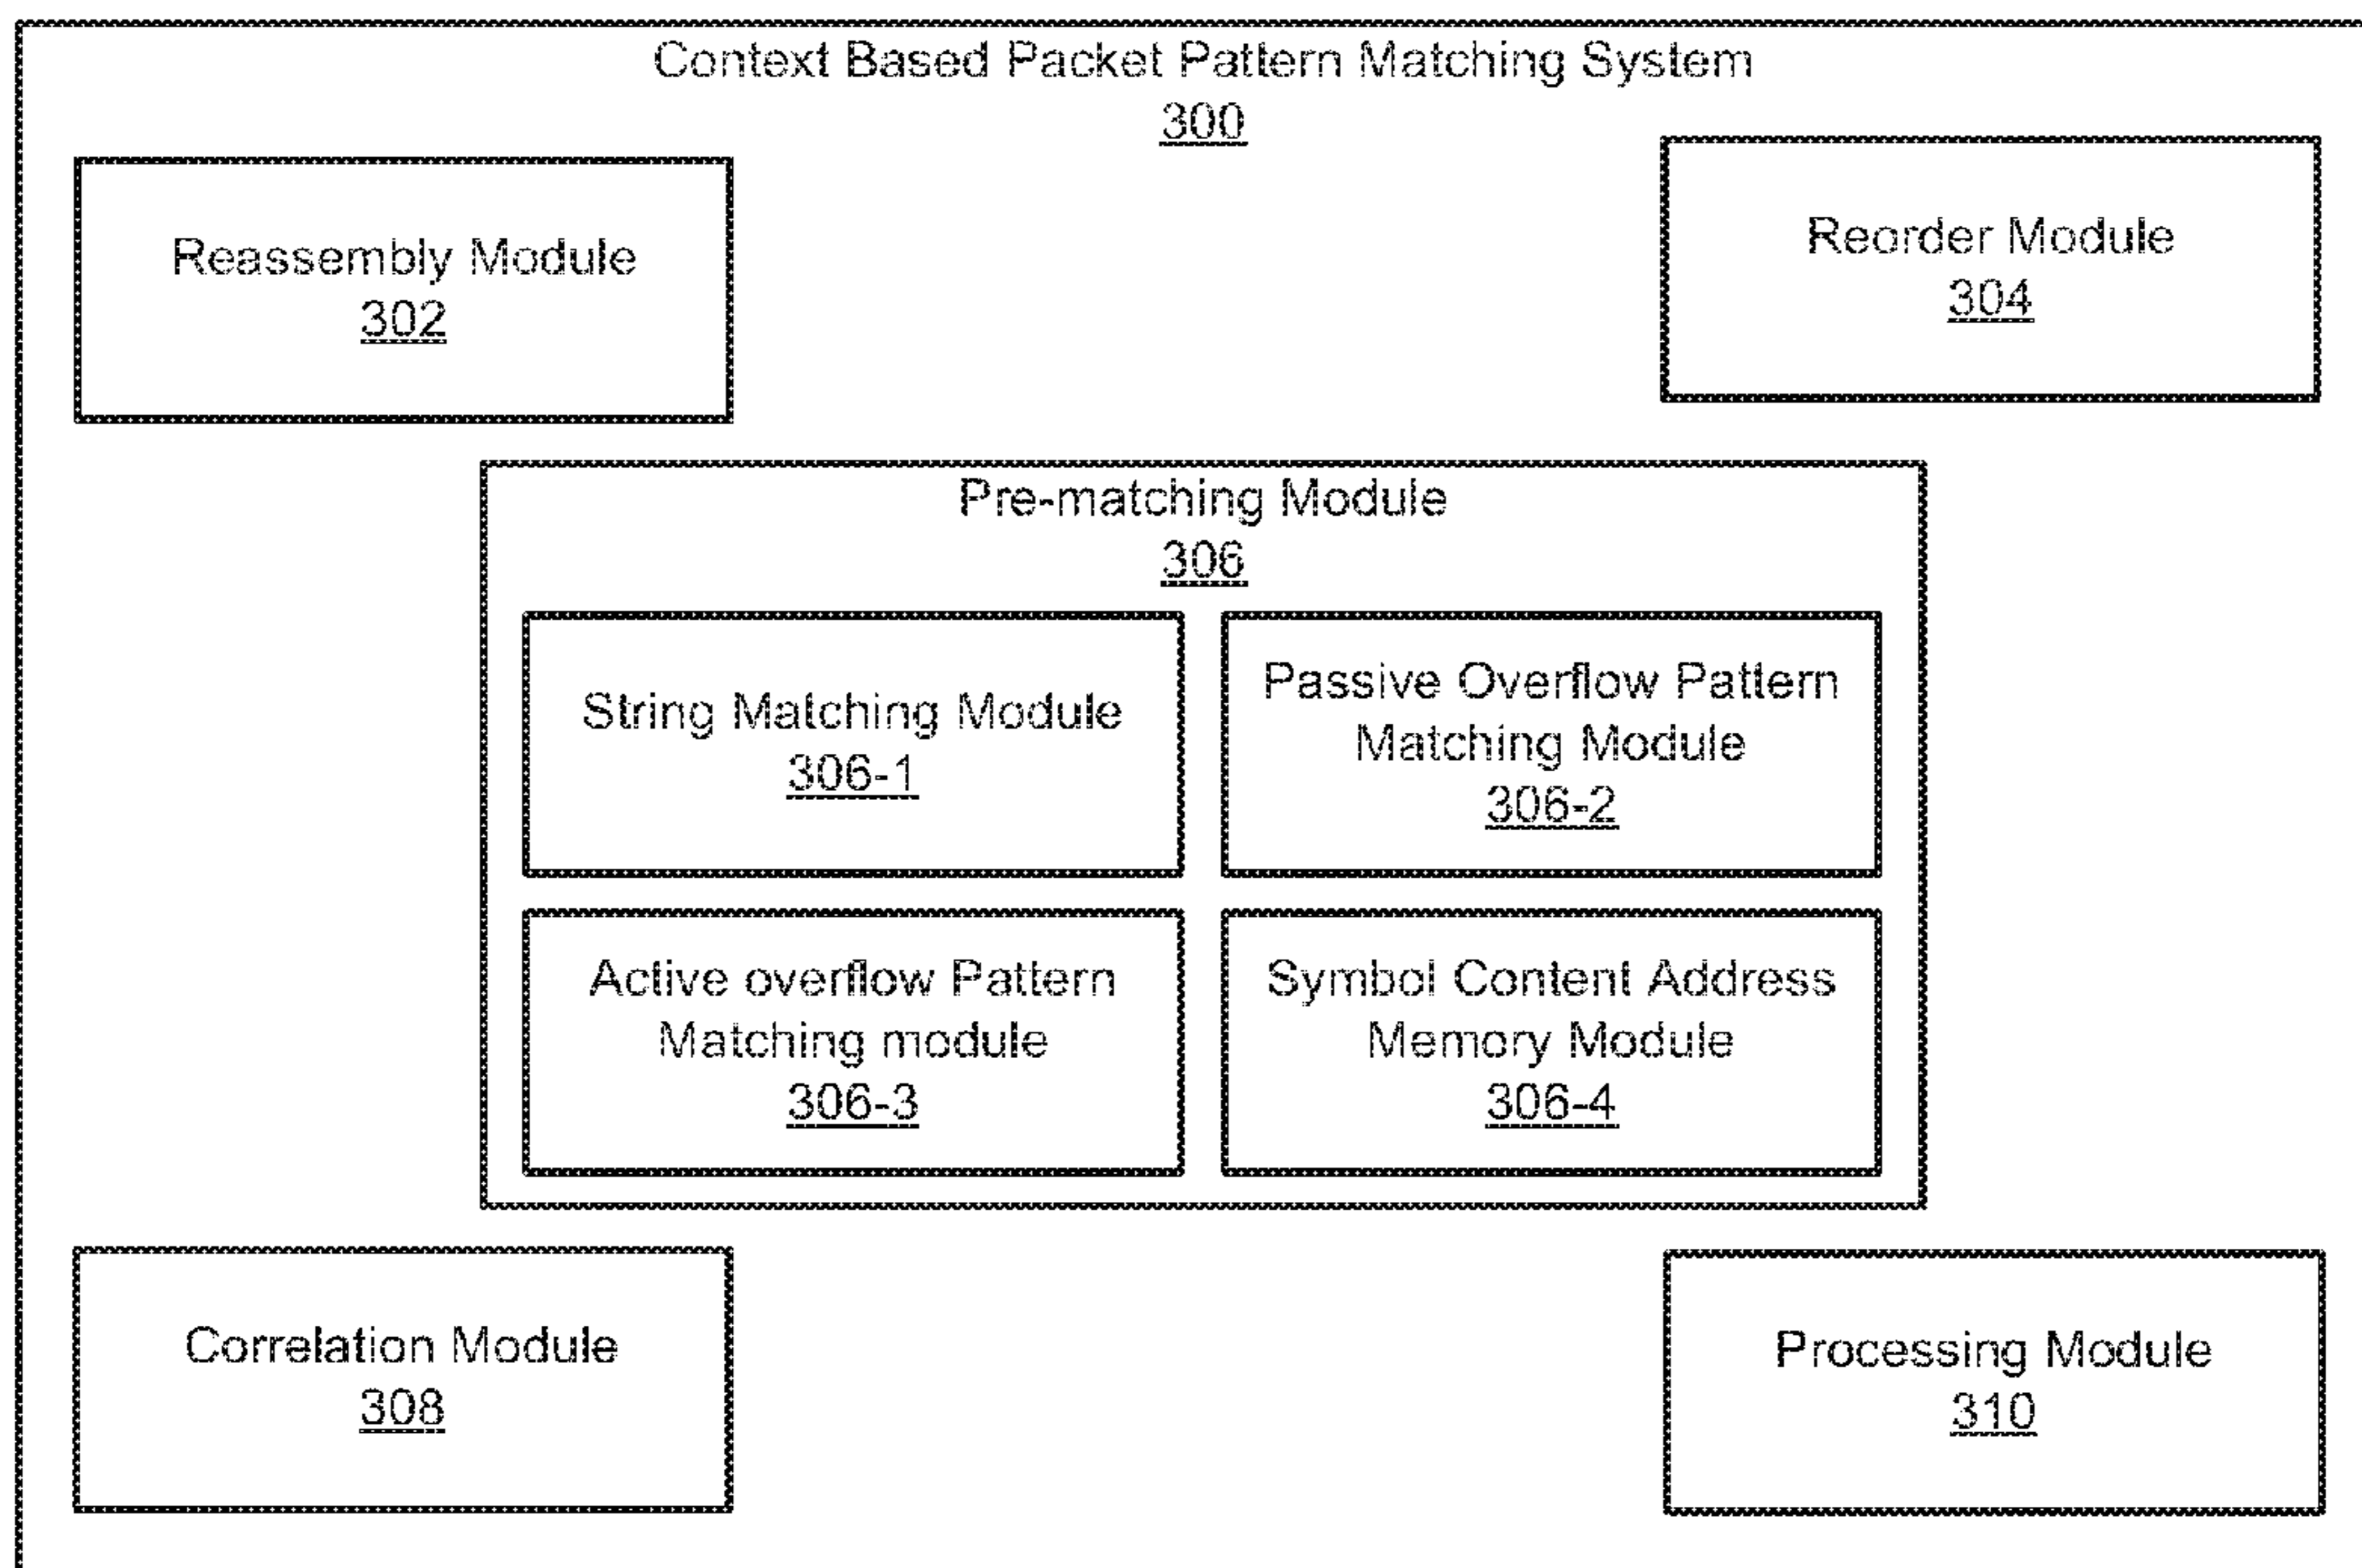 Context Based Packet Pattern Matching System
300
Reassembly Module
302
Reorder Module
304
Pre-matching Module
306
String Matching Module
306-1
Passive Overflow Pattern
Matching Module
306-2
Active overflow Pattern
Matching module
306-3
Symbol Content Address
Memory Module
306-4
Correlation Module
308
Processing Module
310